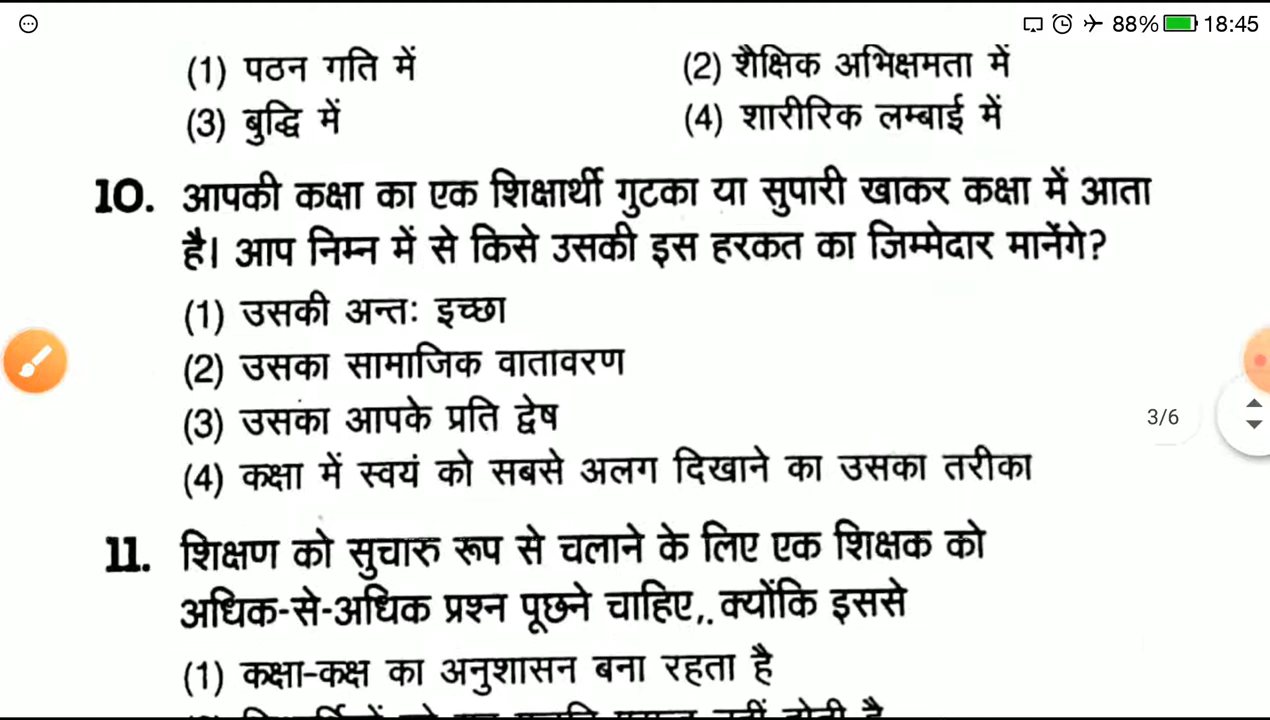 88% 18:45
(1) पठन गति में (2) शैक्षिक अभिक्षमता में
(3) बुद्धि में (4) शारीरिक लम्बाई में
10. आपकी कक्षा का एक शिक्षार्थी गुटका या सुपारी खाकर कक्षा में आता
है। आप निम्न में से किसे उसकी इस हरकत का जिम्मेदार मानेंगे?
(1) उसकी अन्तः इच्छा
(2) उसका सामाजिक वातावरण
(3) उसका आपके प्रति द्वेष
3/6
(4) कक्षा में स्वयं को सबसे अलग दिखाने का उसका तरीका
11. शिक्षण को सुचारु रूप से चलाने के लिए एक शिक्षक को
अधिक-से-अधिक प्रश्न पूछने चाहिए, क्योंकि इससे
(1) कक्षा-कक्ष का अनुशासन बना रहता है